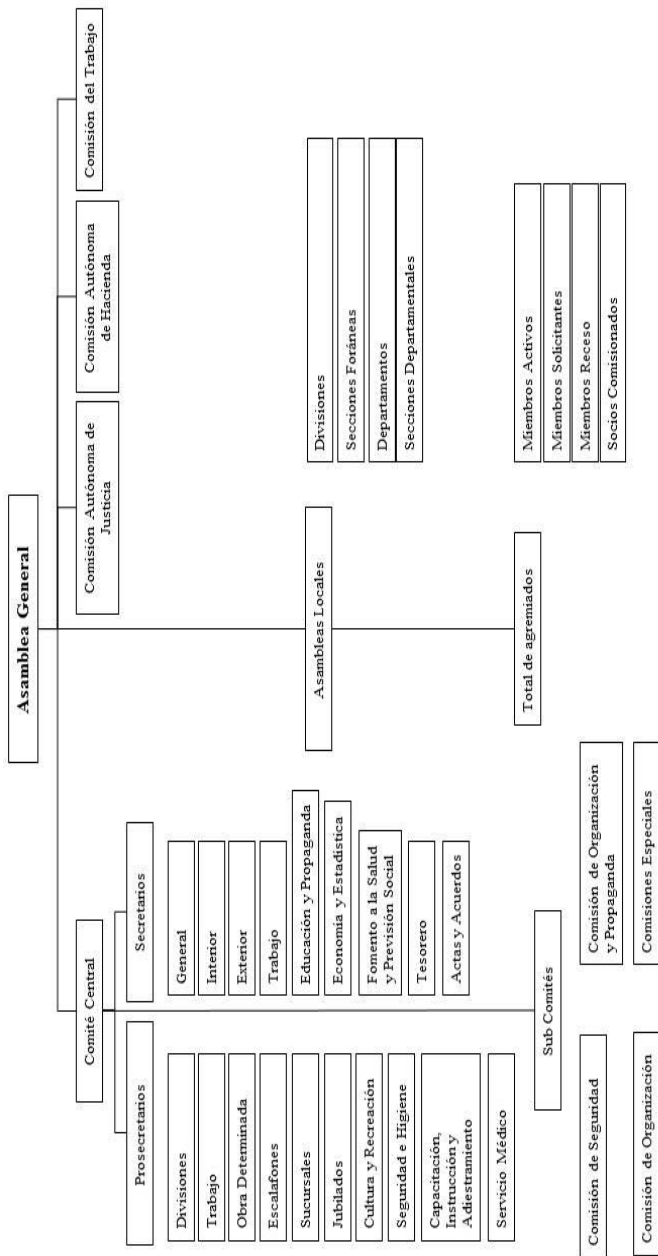 Asamblea General
Comité Central
Comisión Autónoma de
Justicia
Comisión Autónoma
de Hacienda
Comisión del Trabajo
Prosecretarios
Divisiones
Trabajo
Obra Determinada
Escalafones
Sucursales
Jubilados
Cultura y Recreación
Seguridad e Higiene
Capacitación,
Instrucción y
Adiestramiento
Servicio Médico
Secretarios
General
Interior
Exterior
Trabajo
Educación y Propaganda
Economía y Estadística
Fomento a la Salud
y Previsión Social
Tesorero
Actas y Acuerdos
Sub Comités
Comisión de Seguridad
Comisión de Organización
y Propaganda
Comisión de Organización
Comisiones Especiales
Asambleas Locales
Divisiones
Secciones Foráneas
Departamentos
Secciones Departamentales
Total de agremiados
Miembros Activos
Miembros Solicitantes
Miembros Receso
Socios Comisionados